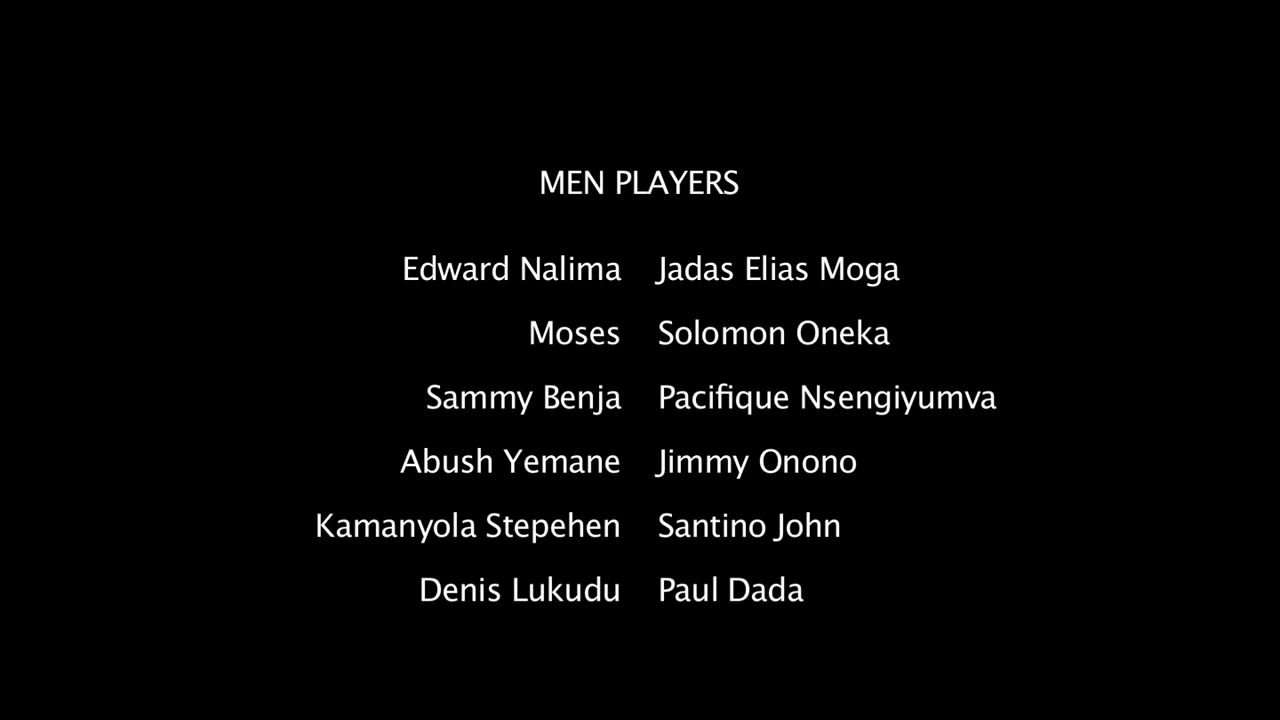 MEN PLAYERS
Edward Nalima Jadas Elias Moga
Moses Solomon Oneka
Sammy Benja Pacifique Nsengiyumva
Abush Yemane Jimmy Onono
Kamanyola Stepehen Santino John
Denis Lukudu Paul Dada